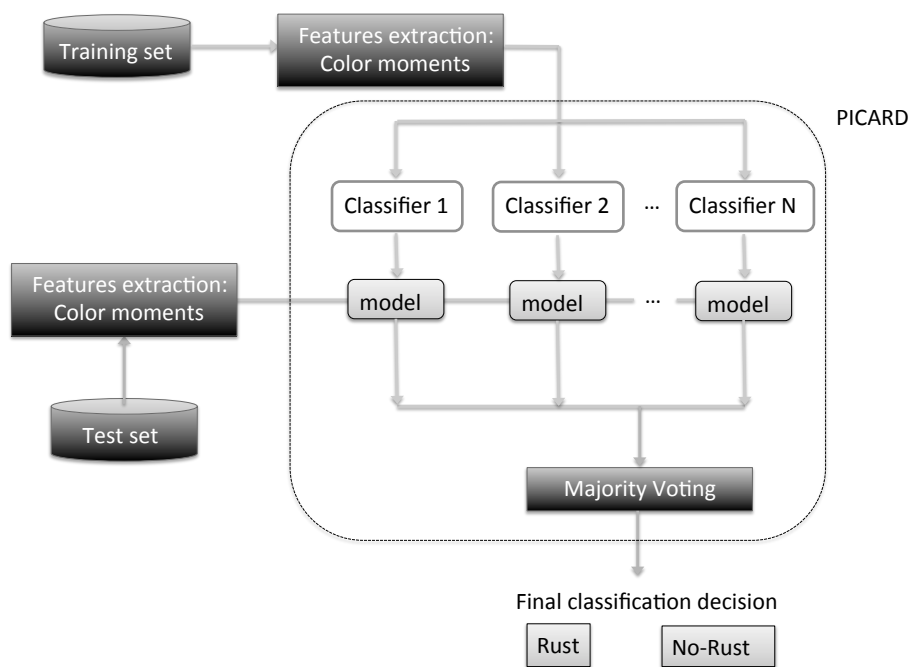 Training set
Features extraction:
Color moments
PICARD
Classifier 1
Classifier 2
...
Classifier N
Features extraction:
Color moments
model
model
...
model
Test set
Majority Voting
Final classification decision
Rust
No-Rust